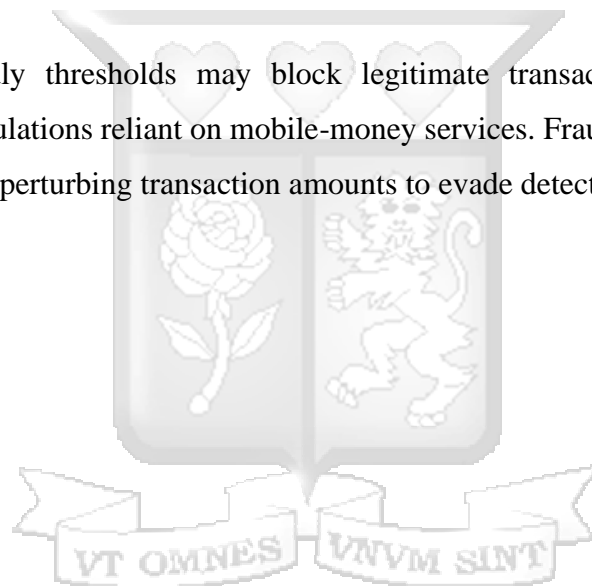 uly thresholds may block legitimate transac
ulations reliant on mobile-money services. Frau
perturbing transaction amounts to evade detect
VT OMNES VNVM SINT